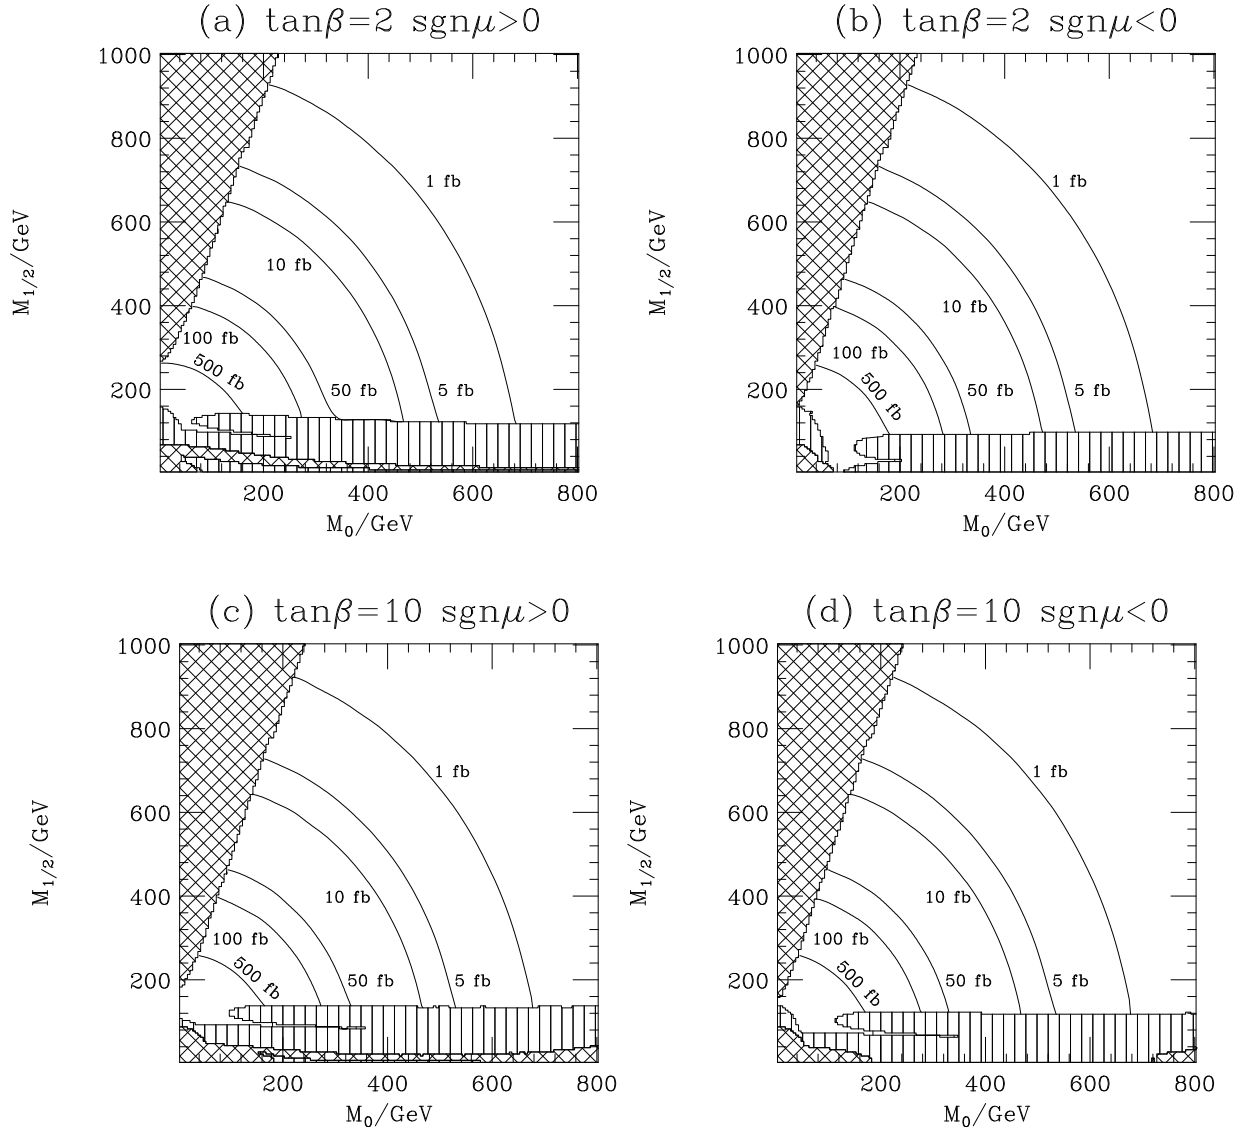 (a) tanβ=2 sgnμ>0
1000
800
600
400
200
M1/2/GeV
1 fb
10 fb
100 fb
500 fb
50 fb
5 fb
200
400
600
800
M0/GeV
(b) tanβ=2 sgnμ<0
1000
800
600
400
200
M1/2/GeV
1 fb
10 fb
100 fb
500 fb
50 fb
5 fb
200
400
600
800
M0/GeV
(c) tanβ=10 sgnμ>0
1000
800
600
400
200
M1/2/GeV
1 fb
10 fb
100 fb
500 fb
50 fb
5 fb
200
400
600
800
M0/GeV
(d) tanβ=10 sgnμ<0
1000
800
600
400
200
M1/2/GeV
1 fb
10 fb
100 fb
500 fb
50 fb
5 fb
200
400
600
800
M0/GeV